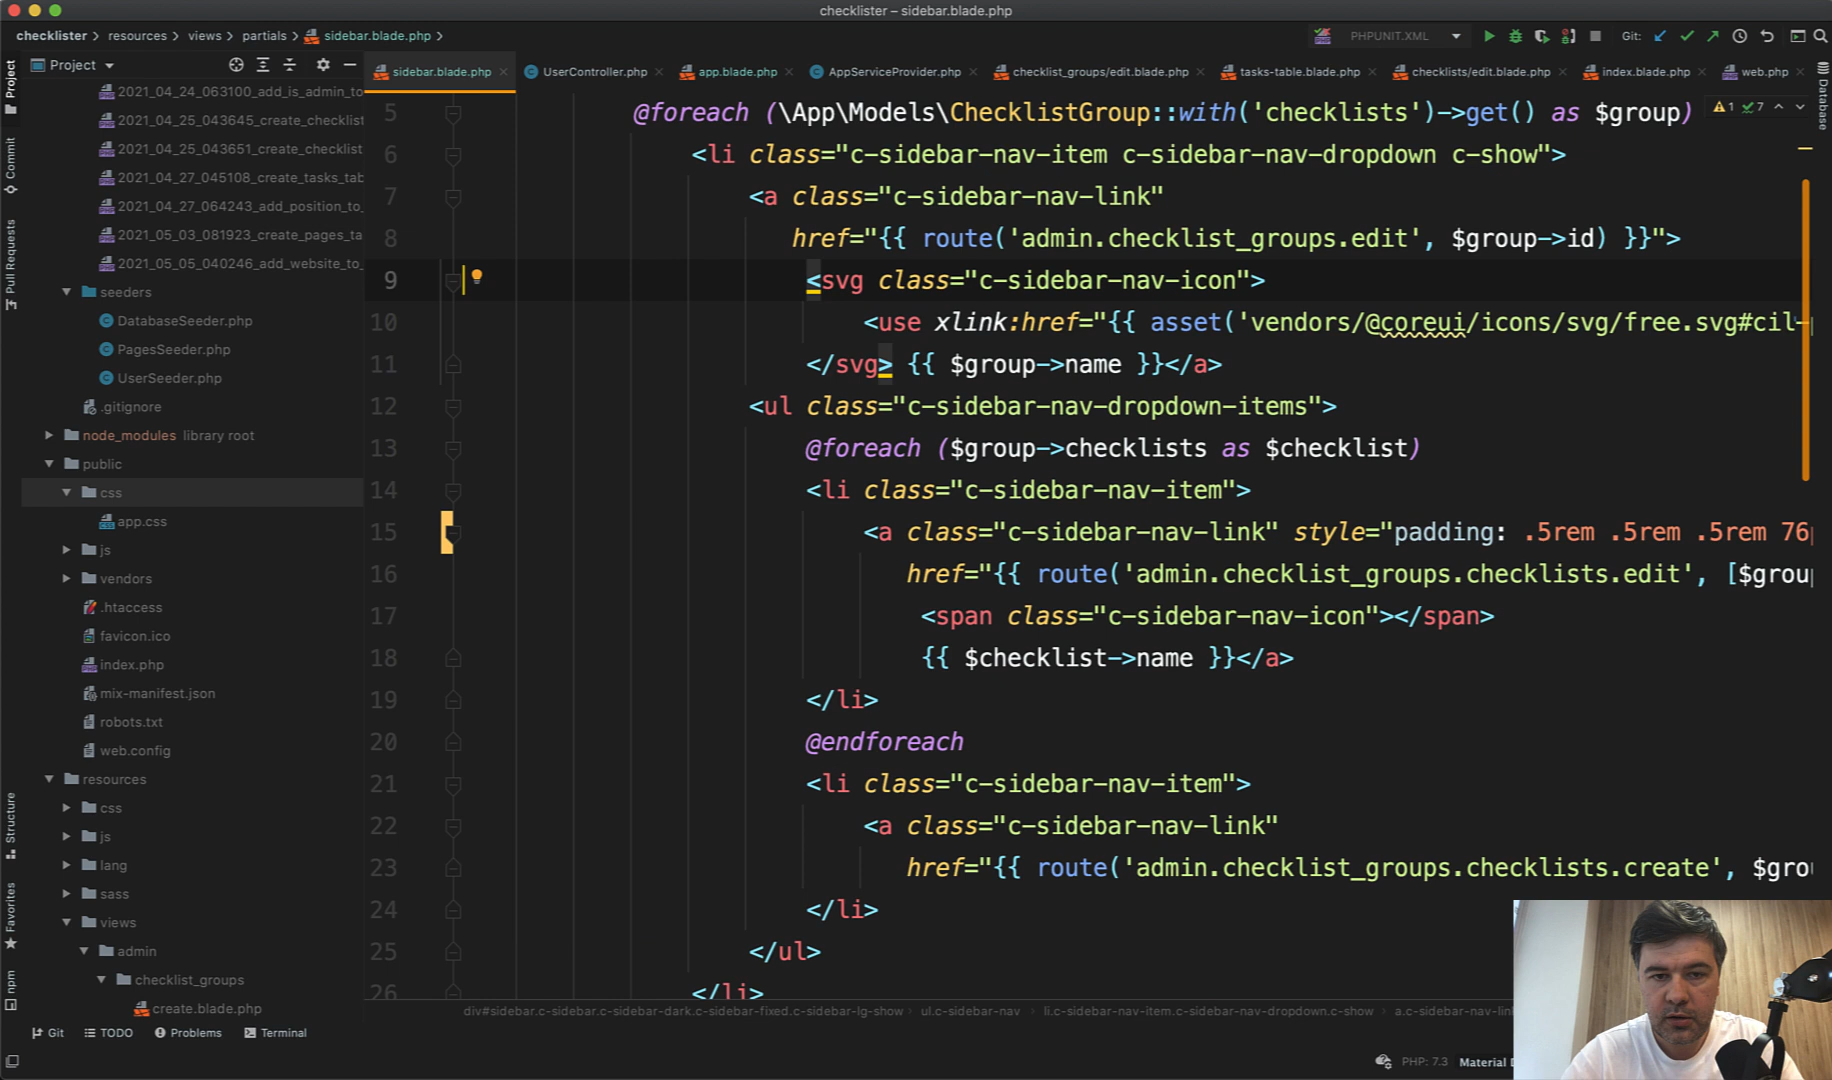 checklister – sidebar.blade.php
checklister resources views partials sidebar.blade.php
PHPUNIT.XML Git:
Project
sidebar.blade.php UserController.php app.blade.php AppServiceProvider.php checklist_groups/edit.blade.php tasks-table.blade.php checklists/edit.blade.php index.blade.php web.php
Project
Commit
Pull Requests
Structure
Favorites
npm
Database
1 7
2021_04_24_063100_add_is_admin_to
2021_04_25_043645_create_checklist
2021_04_25_043651_create_checklist
2021_04_27_045108_create_tasks_tab
2021_04_27_064243_add_position_to_
2021_05_03_081923_create_pages_ta
2021_05_05_040246_add_website_to_
seeders
DatabaseSeeder.php
PagesSeeder.php
UserSeeder.php
.gitignore
node_modules library root
public
css
app.css
js
vendors
.htaccess
favicon.ico
index.php
mix-manifest.json
robots.txt
web.config
resources
css
js
lang
sass
views
admin
checklist_groups
create.blade.php
5 @foreach (\App\Models\ChecklistGroup::with('checklists')->get() as $group)
6 <li class="c-sidebar-nav-item c-sidebar-nav-dropdown c-show">
7 <a class="c-sidebar-nav-link"
8 href="{{ route('admin.checklist_groups.edit', $group->id) }}">
9 <svg class="c-sidebar-nav-icon">
10 <use xlink:href="{{ asset('vendors/@coreui/icons/svg/free.svg#cil-
11 </svg> {{ $group->name }}</a>
12 <ul class="c-sidebar-nav-dropdown-items">
13 @foreach ($group->checklists as $checklist)
14 <li class="c-sidebar-nav-item">
15 <a class="c-sidebar-nav-link" style="padding: .5rem .5rem .5rem 76
16 href="{{ route('admin.checklist_groups.checklists.edit', [$grou
17 <span class="c-sidebar-nav-icon"></span>
18 {{ $checklist->name }}</a>
19 </li>
20 @endforeach
21 <li class="c-sidebar-nav-item">
22 <a class="c-sidebar-nav-link"
23 href="{{ route('admin.checklist_groups.checklists.create', $gro
24 </li>
25 </ul>
26 </li>
div#sidebar.c-sidebar.c-sidebar-dark.c-sidebar-fixed.c-sidebar-lg-show ul.c-sidebar-nav li.c-sidebar-nav-item.c-sidebar-nav-dropdown.c-show a.c-sidebar-nav-lin
Git TODO Problems Terminal
PHP: 7.3 Material